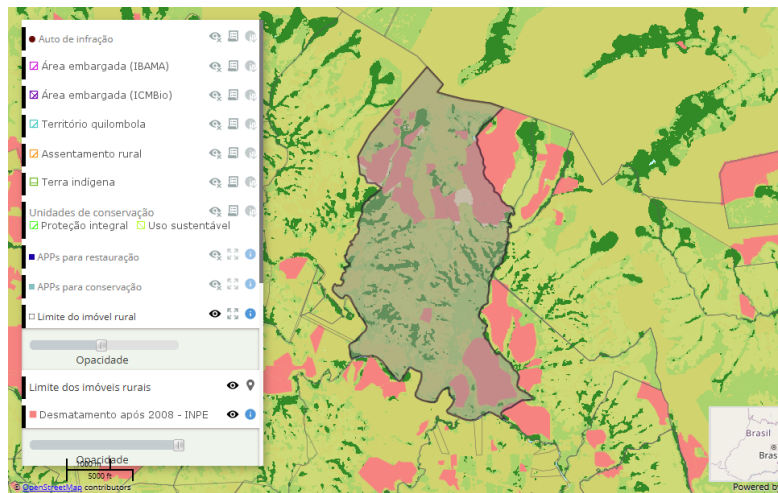 Auto de infração
Área embargada (IBAMA)
Área embargada (ICMBio)
Território quilombola
Assentamento rural
Terra indígena
Unidades de conservação
Proteção integral Uso sustentável
APPs para restauração
APPs para conservação
Limite do imóvel rural
Opacidade
Limite dos imóveis rurais
Desmatamento após 2008 - INPE
Opacidade
5000 ft
© OpenStreetMap contributors
Brasil
Bras
Powered by